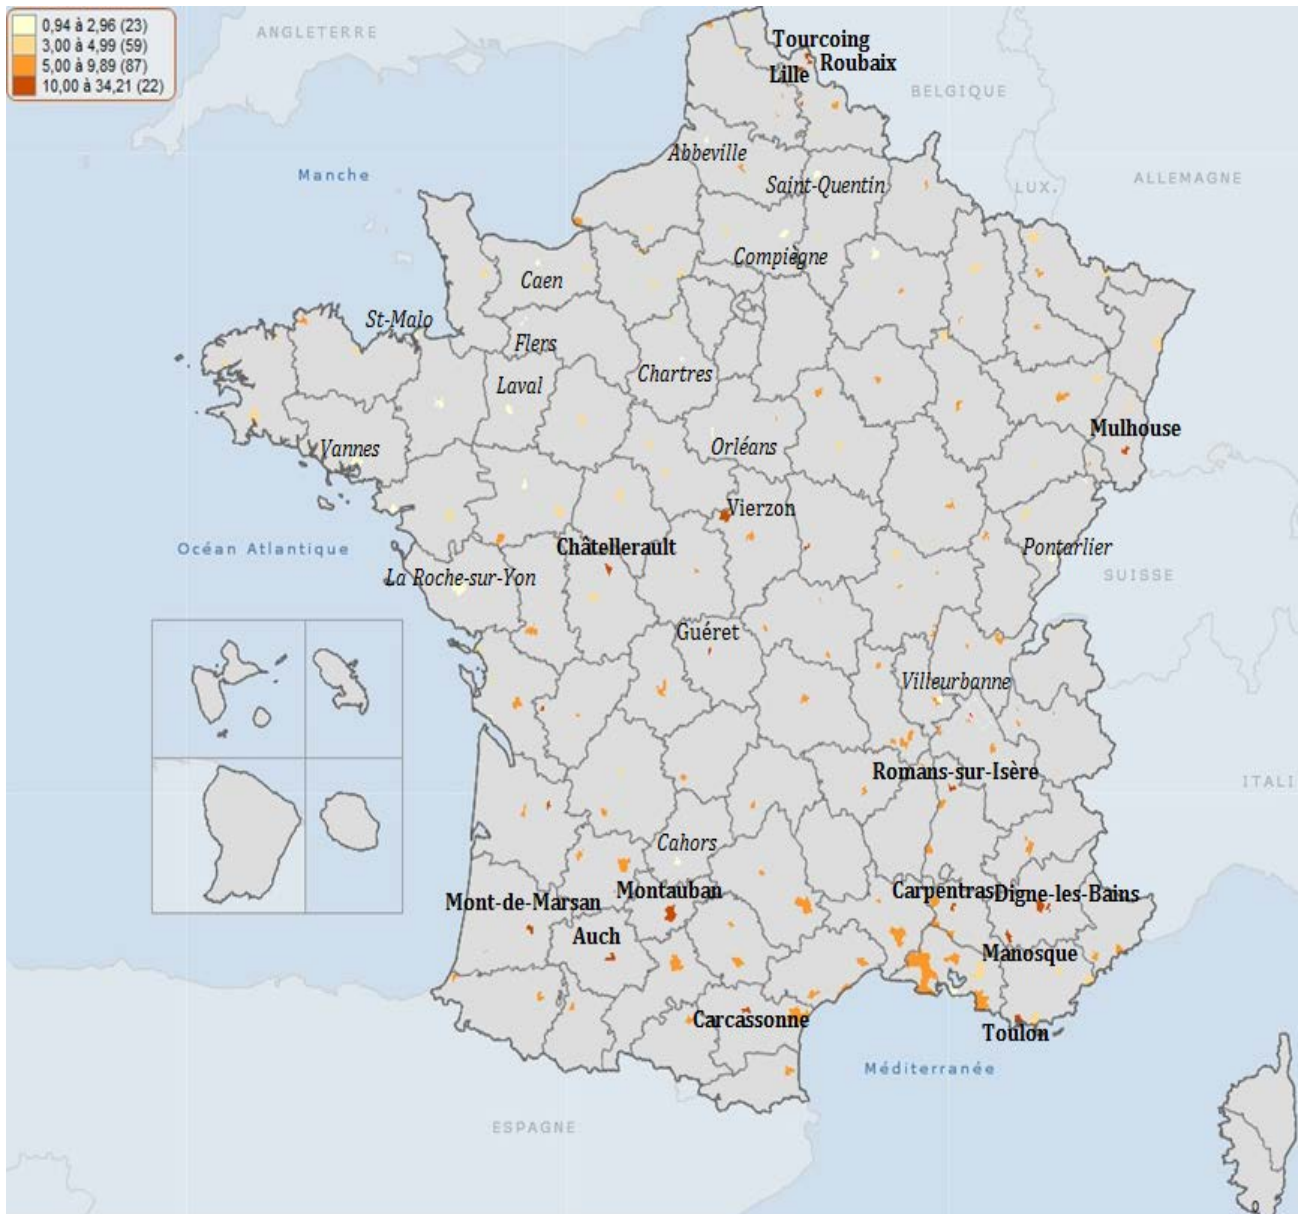 0,94 à 2,96 (23)
3,00 à 4,99 (59)
5,00 à 9,89 (87)
10,00 à 34,21 (22)
ANGLETERRE
Tourcoing
Roubaix
Lille
BELGIQUE
Abbeville
Manche
Saint-Quentin
LUX.
ALLEMAGNE
Compiègne
Caen
St-Malo
Flers
Chartres
Laval
Mulhouse
Vannes
Orléans
Vierzon
Océan Atlantique
Châtellerault
Pontarlier
La Roche-sur-Yon
SUISSE
Guéret
Villeurbanne
Romans-sur-Isère
ITALI
Cahors
Montauban
Carpentras
Digne-les-Bains
Mont-de-Marsan
Auch
Manosque
Carcassonne
Toulon
Méditerranée
ESPAGNE